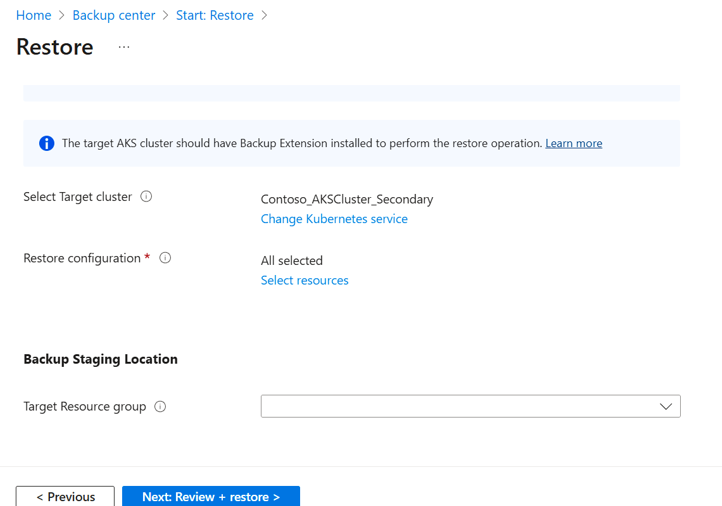 Home > Backup center > Start: Restore >
Restore ...
The target AKS cluster should have Backup Extension installed to perform the restore operation. Learn more
Select Target cluster
Contoso_AKSCluster_Secondary
Change Kubernetes service
Restore configuration *
All selected
Select resources
Backup Staging Location
Target Resource group
< Previous
Next: Review + restore >